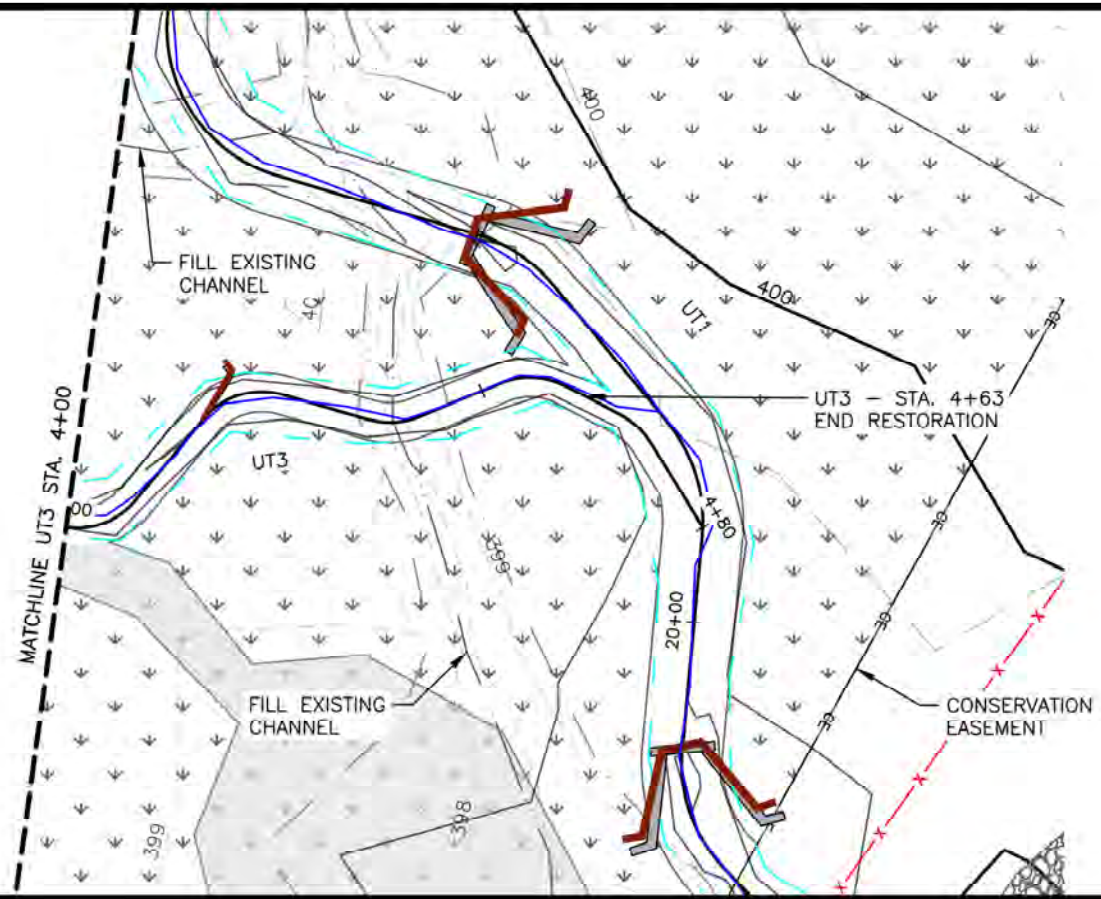 400
FILL EXISTING
CHANNEL
40
400
UT1
30
MATCHLINE UT3 STA. 4+00
UT3 - STA. 4+63
END RESTORATION
UT3
00
4+80
30
399
20+00
30
FILL EXISTING
CHANNEL
CONSERVATION
EASEMENT
30
399
398